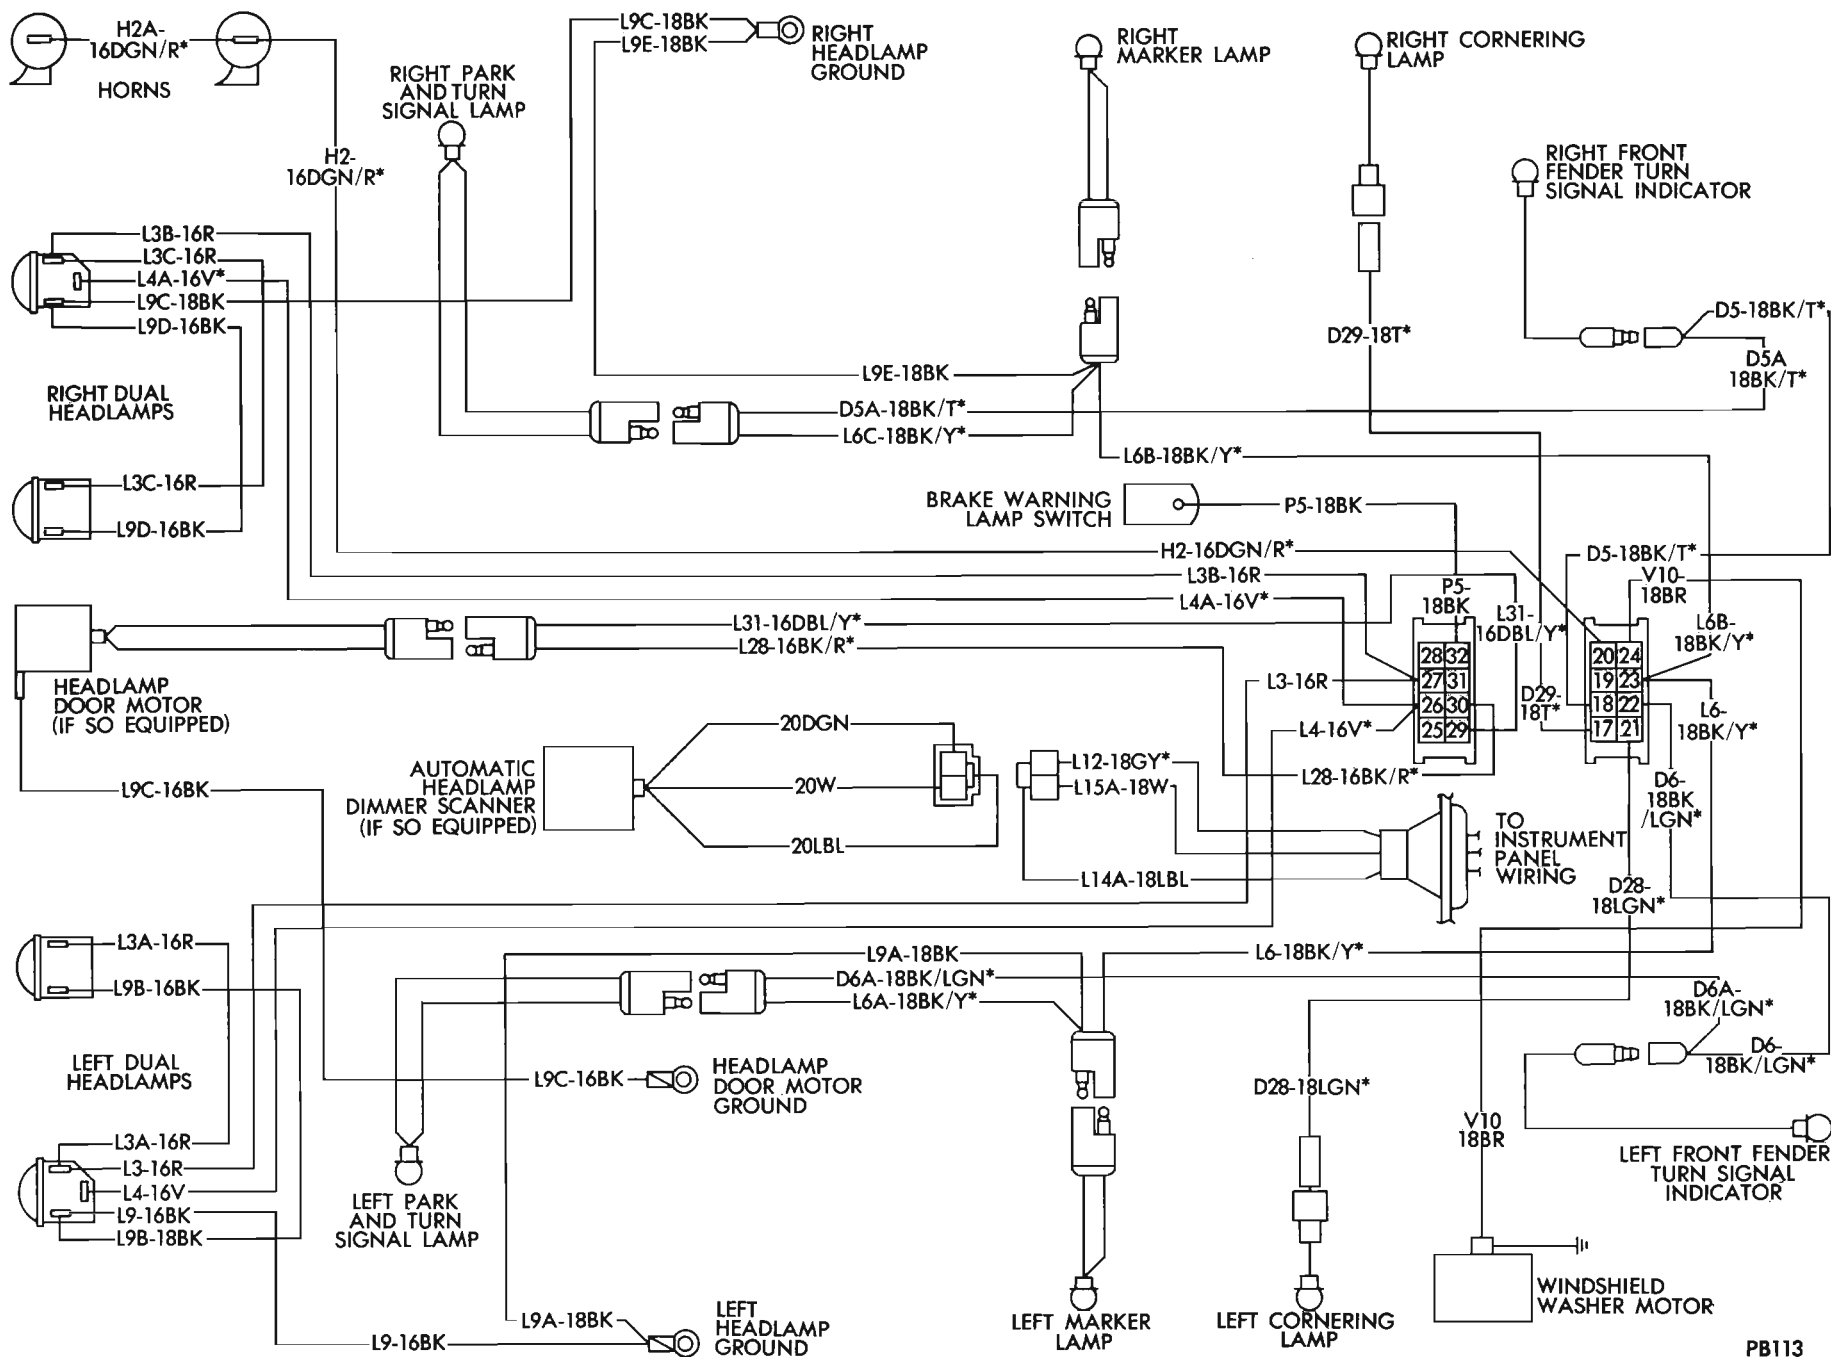 H2A-
16DGN/R*
HORNS
H2-
16DGN/R*
RIGHT PARK
AND TURN
SIGNAL LAMP
L9C-18BK
L9E-18BK
RIGHT
HEADLAMP
GROUND
RIGHT
MARKER LAMP
RIGHT CORNERING
LAMP
RIGHT FRONT
FENDER TURN
SIGNAL INDICATOR
L3B-16R
L3C-16R
L4A-16V*
L9C-18BK
L9D-16BK
RIGHT DUAL
HEADLAMPS
L3C-16R
L9D-16BK
D29-18T*
D5-18BK/T*
D5A
18BK/T*
L9E-18BK
D5A-18BK/T*
L6C-18BK/Y*
L6B-18BK/Y*
BRAKE WARNING
LAMP SWITCH
P5-18BK
H2-16DGN/R*
L3B-16R
L4A-16V*
P5-
18BK
L31-
16DBL/Y*
D5-18BK/T*
V10-
18BR
L6B-
18BK/Y*
L31-16DBL/Y*
L28-16BK/R*
HEADLAMP
DOOR MOTOR
(IF SO EQUIPPED)
L3-16R
L4-16V*
28 32
27 31
26 30
25 29
D29-
18T*
20 24
19 23
18 22
17 21
L6-
18BK/Y*
L28-16BK/R*
D6-
18BK
/LGN*
L9C-16BK
AUTOMATIC
HEADLAMP
DIMMER SCANNER
(IF SO EQUIPPED)
20DGN
20W
20LBL
L12-18GY*
L15A-18W
L14A-18LBL
TO
INSTRUMENT
PANEL
WIRING
D28-
18LGN*
L3A-16R
L9B-16BK
L9A-18BK
D6A-18BK/LGN*
L6A-18BK/Y*
L6-18BK/Y*
D6A-
18BK/LGN*
D6-
18BK/LGN*
LEFT DUAL
HEADLAMPS
L9C-16BK
HEADLAMP
DOOR MOTOR
GROUND
D28-18LGN*
V10
18BR
L3A-16R
L3-16R
L4-16V
L9-16BK
L9B-18BK
LEFT PARK
AND TURN
SIGNAL LAMP
LEFT FRONT FENDER
TURN SIGNAL
INDICATOR
L9A-18BK
L9-16BK
LEFT
HEADLAMP
GROUND
LEFT MARKER
LAMP
LEFT CORNERING
LAMP
WINDSHIELD
WASHER MOTOR
PB113